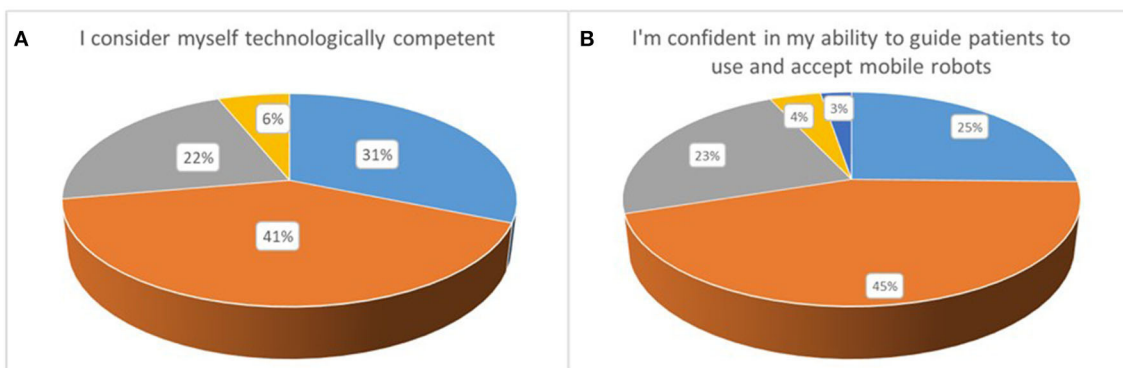 A
I consider myself technologically competent
6%
31%
22%
41%
B
I'm confident in my ability to guide patients to
use and accept mobile robots
4%
3%
25%
23%
45%